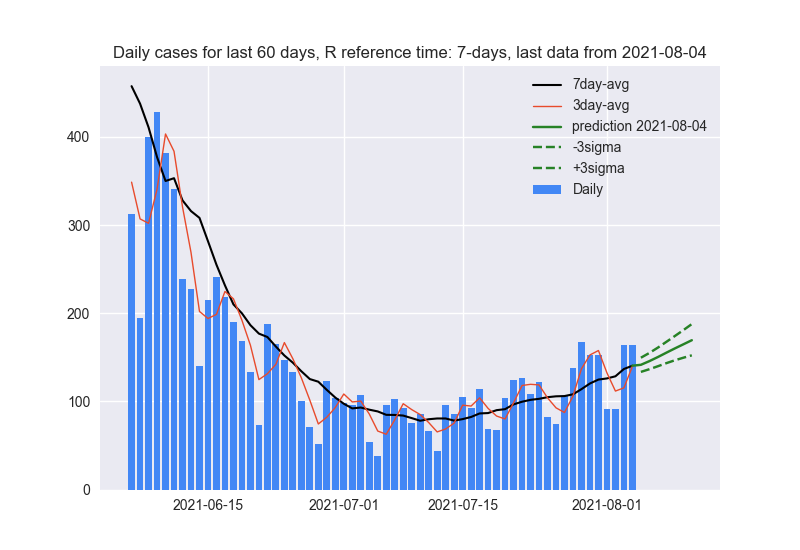 Daily cases for last 60 days, R reference time: 7-days, last data from 2021-08-04
7day-avg
3day-avg
prediction 2021-08-04
-3sigma
+3sigma
Daily
400
300
200
100
0
2021-06-15
2021-07-01
2021-07-15
2021-08-01